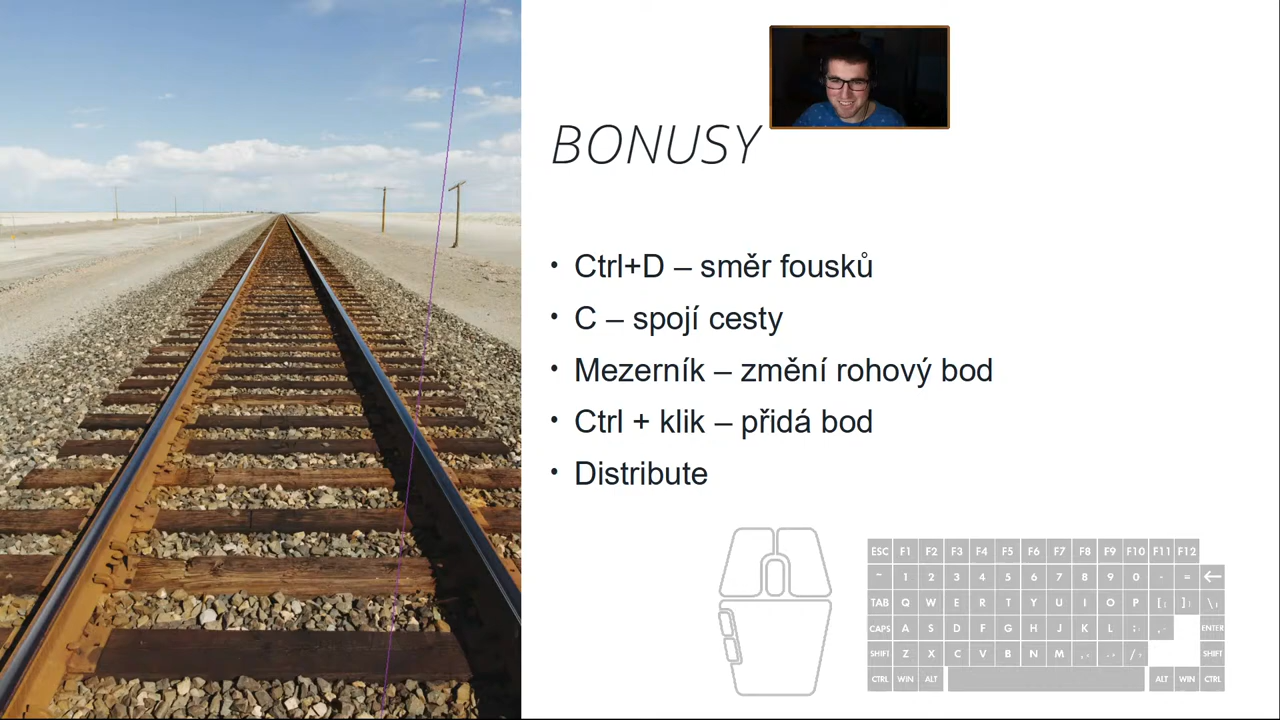 BONUSY
• Ctrl+D – směr fousků
• C – spojí cesty
• Mezerník – změní rohový bod
• Ctrl + klik – přidá bod
• Distribute
ESC F1 F2 F3 F4 F5 F6 F7 F8 F9 F10 F11 F12
~ 1 2 3 4 5 6 7 8 9 0 - =
TAB Q W E R T Y U I O P [ ] \
CAPS A S D F G H J K L ; ENTER
SHIFT Z X C V B N M / SHIFT
CTRL WIN ALT ALT WIN CTRL